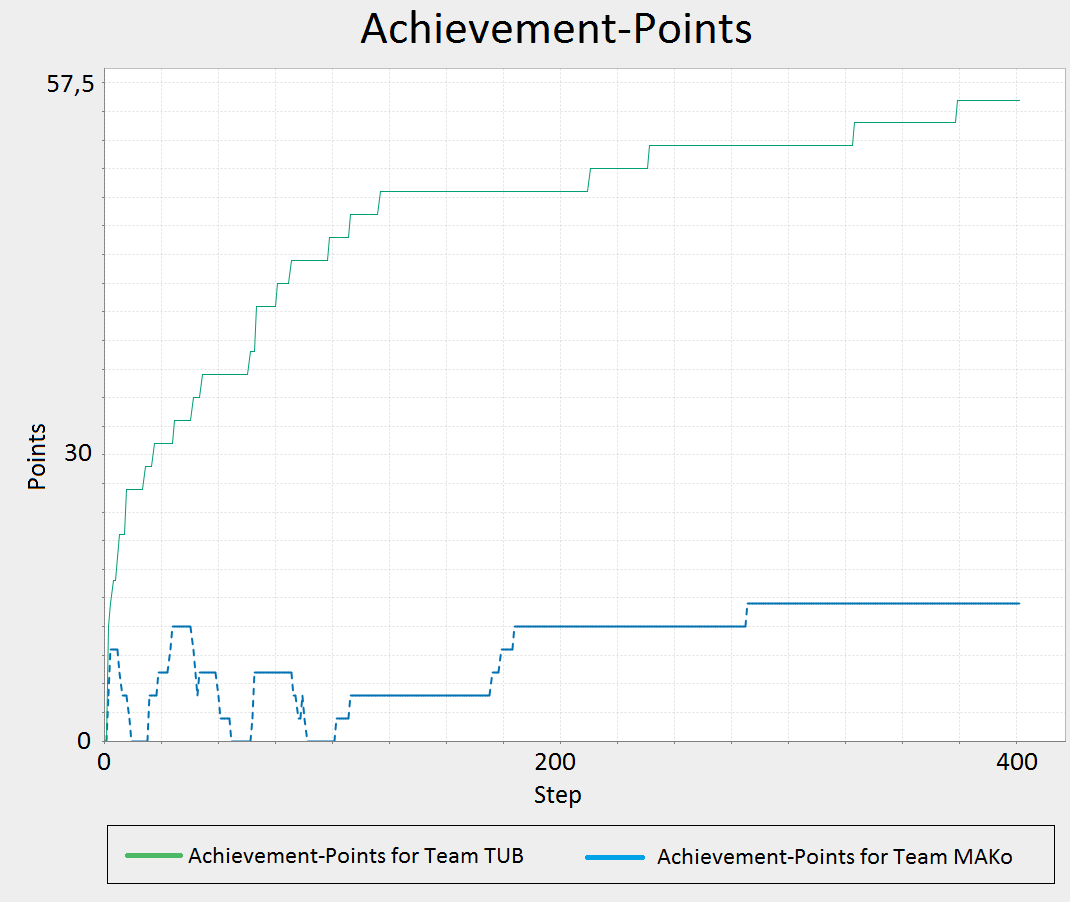 Achievement-Points
57,5
30
0
Points
0 200 400
Step
Achievement-Points for Team TUB Achievement-Points for Team MAKo